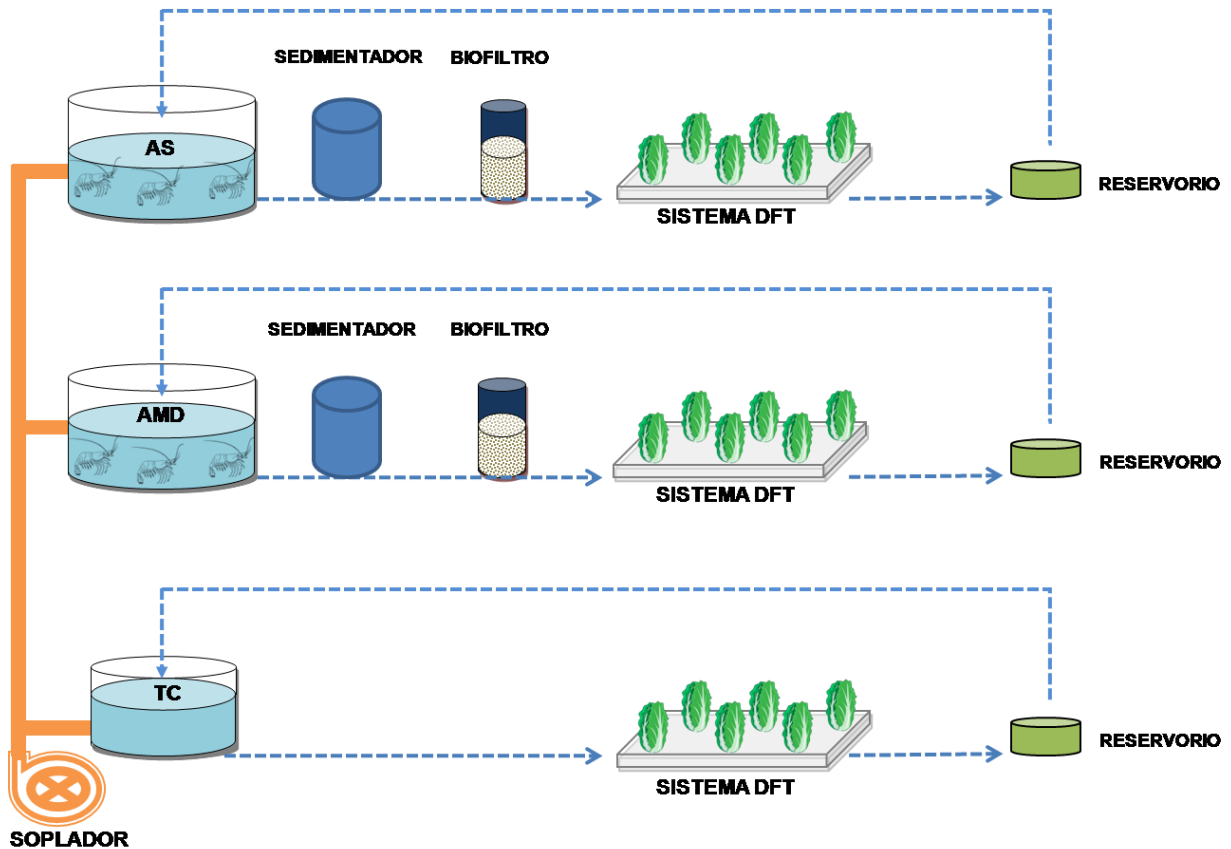 SEDIMENTADOR
BIOFILTRO
AS
RESERVORIO
SISTEMA DFT
SEDIMENTADOR
BIOFILTRO
AMD
RESERVORIO
SISTEMA DFT
TC
RESERVORIO
SISTEMA DFT
SOPLADOR